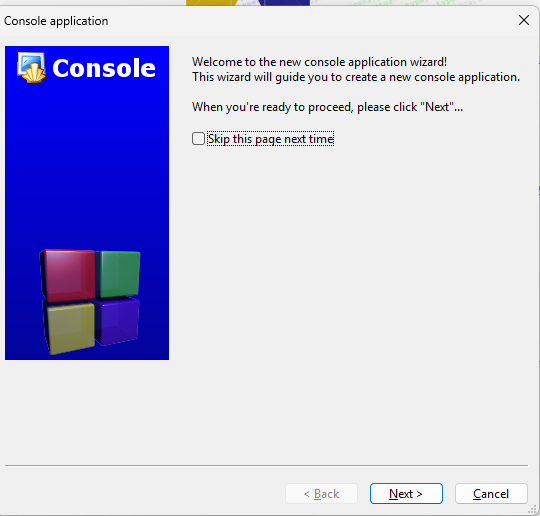 Console application
Console
Welcome to the new console application wizard!
This wizard will guide you to create a new console application.
When you're ready to proceed, please click "Next"...
Skip this page next time
< Back
Next >
Cancel